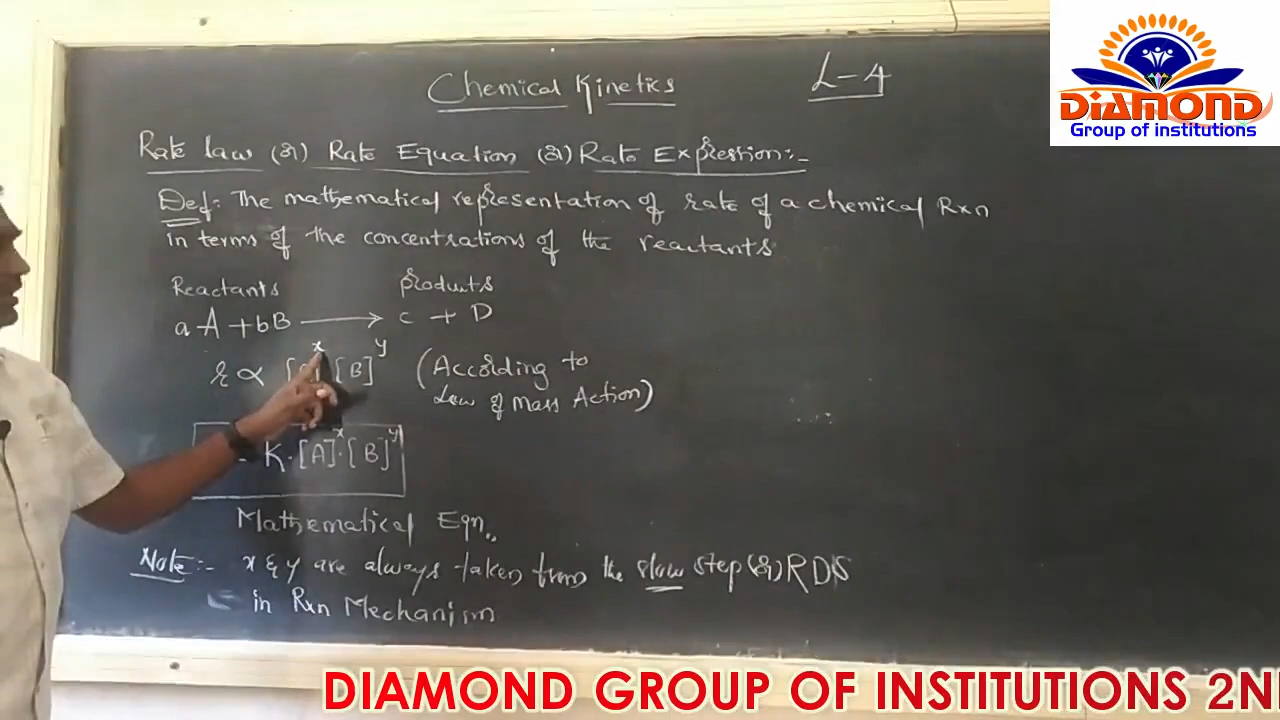 Chemical Kinetics
L-4
DIAMOND
Group of institutions
Rate law (or) Rate Equation (or) Rate Expression:-
Def: The mathematical representation of rate of a chemical Rxn
in terms of the concentrations of the reactants
Reactants products
aA + bB ⟶ C + D
r ∝ [ ]^x [B]^y (According to
Law of Mass Action)
= K·[A]^x·[B]^y
Mathematical Eqn.
Note:- x & y are always taken from the slow step (or) RDS
in Rxn Mechanism
DIAMOND GROUP OF INSTITUTIONS 2N